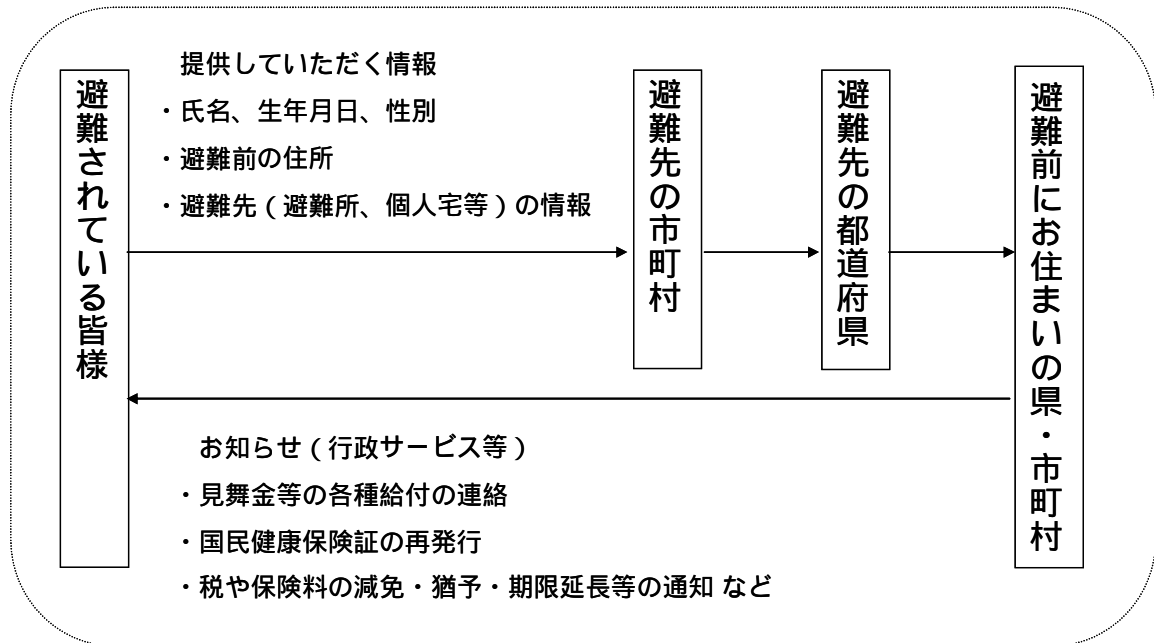 避難されている皆様
提供していただく情報
・氏名、生年月日、性別
・避難前の住所
・避難先（避難所、個人宅等）の情報
避難先の市町村
避難先の都道府県
避難前にお住まいの県・市町村
お知らせ（行政サービス等）
・見舞金等の各種給付の連絡
・国民健康保険証の再発行
・税や保険料の減免・猶予・期限延長等の通知 など